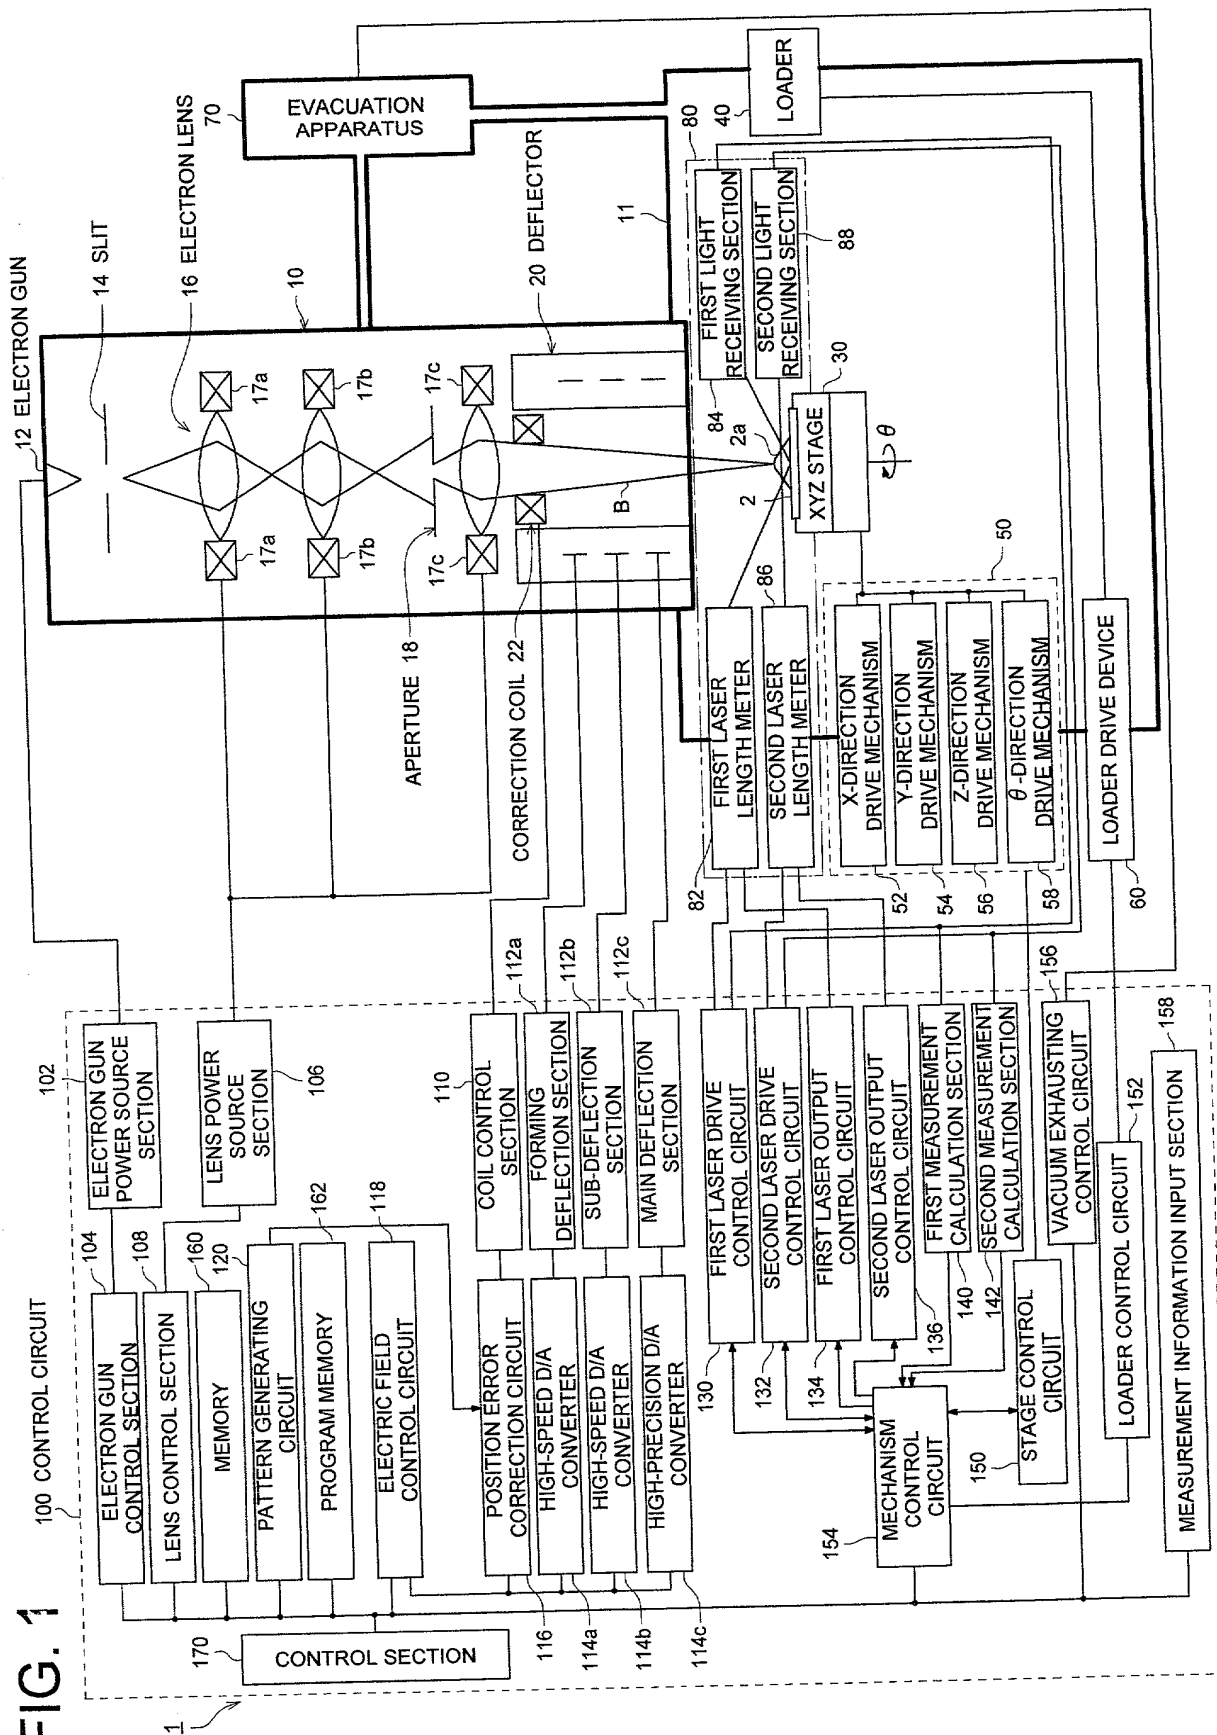 FIG. 1
1
100 CONTROL CIRCUIT
170
CONTROL SECTION
104
ELECTRON GUN
CONTROL SECTION
108
LENS CONTROL SECTION
160
MEMORY
120
PATTERN GENERATING
CIRCUIT
162
PROGRAM MEMORY
118
ELECTRIC FIELD
CONTROL CIRCUIT
102
ELECTRON GUN
POWER SOURCE
SECTION
106
LENS POWER
SOURCE
SECTION
110
COIL CONTROL
SECTION
112a
FORMING
DEFLECTION SECTION
112b
SUB-DEFLECTION
SECTION
112c
MAIN DEFLECTION
SECTION
116
POSITION ERROR
CORRECTION CIRCUIT
114a
HIGH-SPEED D/A
CONVERTER
114b
HIGH-SPEED D/A
CONVERTER
114c
HIGH-PRECISION D/A
CONVERTER
130
FIRST LASER DRIVE
CONTROL CIRCUIT
132
SECOND LASER DRIVE
CONTROL CIRCUIT
134
FIRST LASER OUTPUT
CONTROL CIRCUIT
136
SECOND LASER OUTPUT
CONTROL CIRCUIT
140
FIRST MEASUREMENT
CALCULATION SECTION
142
SECOND MEASUREMENT
CALCULATION SECTION
154
MECHANISM
CONTROL
CIRCUIT
150
STAGE CONTROL
CIRCUIT
156
VACUUM EXHAUSTING
CONTROL CIRCUIT
152
LOADER CONTROL CIRCUIT
158
MEASUREMENT INFORMATION INPUT SECTION
12 ELECTRON GUN
14 SLIT
16 ELECTRON LENS
10
17a
17a
17b
17b
17c
17c
APERTURE 18
CORRECTION COIL 22
20 DEFLECTOR
B
11
70
EVACUATION
APPARATUS
40
LOADER
80
FIRST LIGHT
RECEIVING SECTION
84
SECOND LIGHT
RECEIVING SECTION
88
2a
2
XYZ STAGE
30
θ
82
FIRST LASER
LENGTH METER
86
SECOND LASER
LENGTH METER
50
X-DIRECTION
DRIVE MECHANISM
52
Y-DIRECTION
DRIVE MECHANISM
54
Z-DIRECTION
DRIVE MECHANISM
56
θ-DIRECTION
DRIVE MECHANISM
58
LOADER DRIVE DEVICE
60